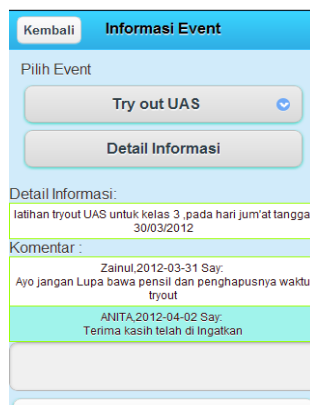 Kembali
Informasi Event
Pilih Event
Try out UAS
Detail Informasi
Detail Informasi:
latihan tryout UAS untuk kelas 3 ,pada hari jum'at tangga
30/03/2012
Komentar :
Zainul,2012-03-31 Say:
Ayo jangan Lupa bawa pensil dan penghapusnya waktu
tryout
ANITA,2012-04-02 Say:
Terima kasih telah di Ingatkan